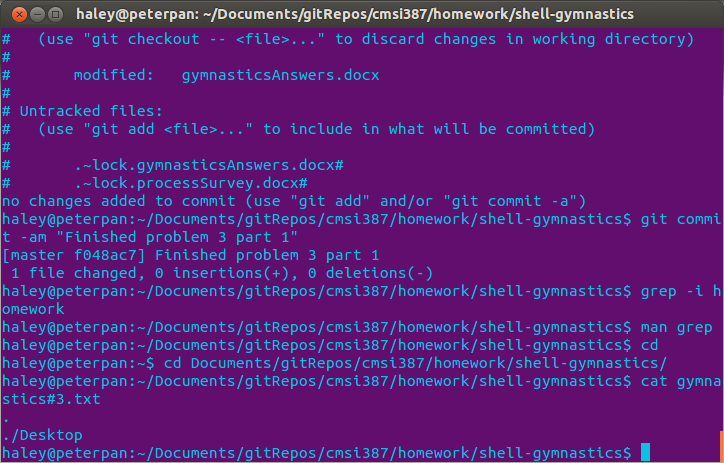 haley@peterpan: ~/Documents/gitRepos/cmsi387/homework/shell-gymnastics
#   (use "git checkout -- <file>..." to discard changes in working directory)
#
#       modified:   gymnasticsAnswers.docx
#
# Untracked files:
#   (use "git add <file>..." to include in what will be committed)
#
#       .~lock.gymnasticsAnswers.docx#
#       .~lock.processSurvey.docx#
no changes added to commit (use "git add" and/or "git commit -a")
haley@peterpan:~/Documents/gitRepos/cmsi387/homework/shell-gymnastics$ git commi
t -am "Finished problem 3 part 1"
[master f048ac7] Finished problem 3 part 1
 1 file changed, 0 insertions(+), 0 deletions(-)
haley@peterpan:~/Documents/gitRepos/cmsi387/homework/shell-gymnastics$ grep -i h
omework
haley@peterpan:~/Documents/gitRepos/cmsi387/homework/shell-gymnastics$ man grep
haley@peterpan:~/Documents/gitRepos/cmsi387/homework/shell-gymnastics$ cd
haley@peterpan:~$ cd Documents/gitRepos/cmsi387/homework/shell-gymnastics/
haley@peterpan:~/Documents/gitRepos/cmsi387/homework/shell-gymnastics$ cat gymna
stics#3.txt
.
./Desktop
haley@peterpan:~/Documents/gitRepos/cmsi387/homework/shell-gymnastics$